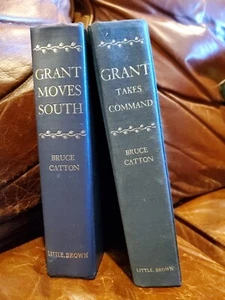 GRANT
MOVES
SOUTH
BRUCE
CATTON
LITTLE, BROWN
GRANT
TAKES
COMMAND
BRUCE
CATTON
LITTLE, BROWN